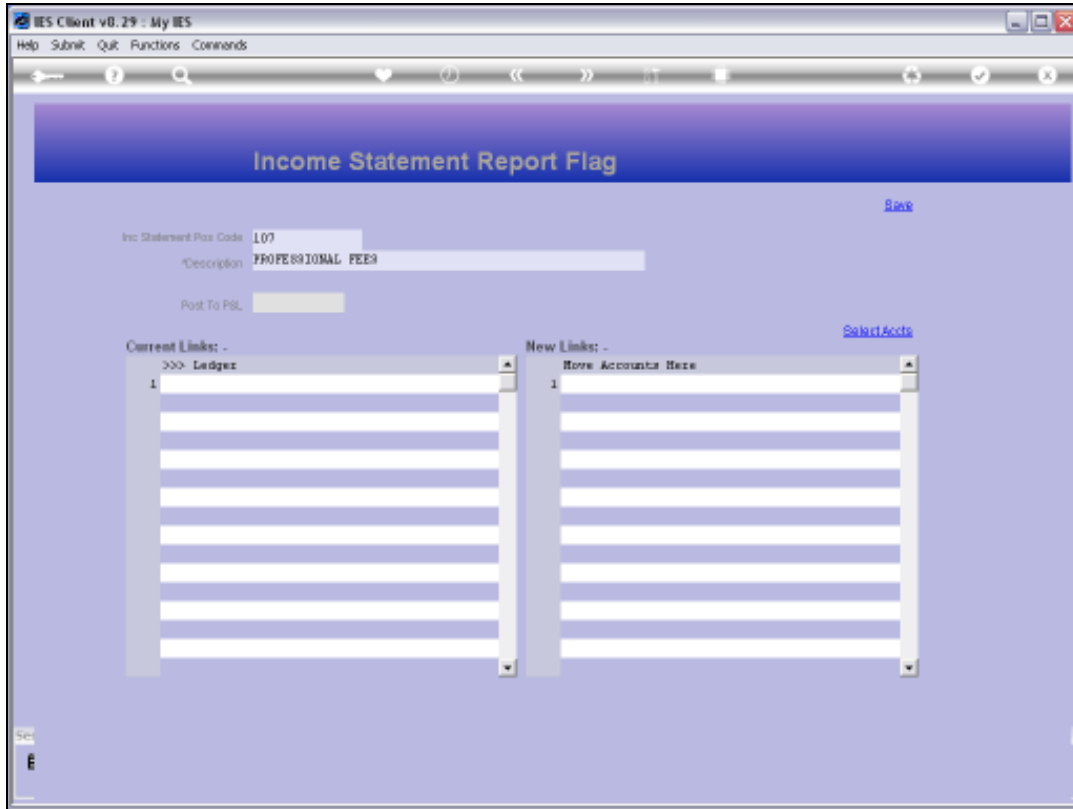 IES Client v8.29 : My IES
Help Submit Quit Functions Commands
Income Statement Report Flag
Save
Inc Statement Pos Code 107
*Description PROFESSIONAL FEES
Post To P&L
Select Accts
Current Links: - New Links: -
>>> Ledger Move Accounts Here
1 1